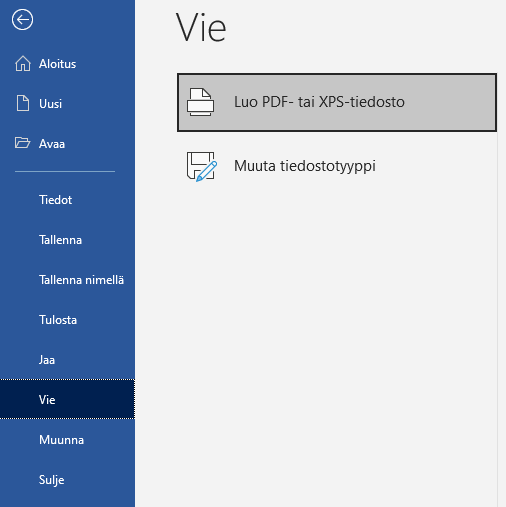 Vie
Aloitus
Uusi
Avaa
Tiedot
Tallenna
Tallenna nimellä
Tulosta
Jaa
Vie
Muunna
Sulje
Luo PDF- tai XPS-tiedosto
Muuta tiedostotyyppi